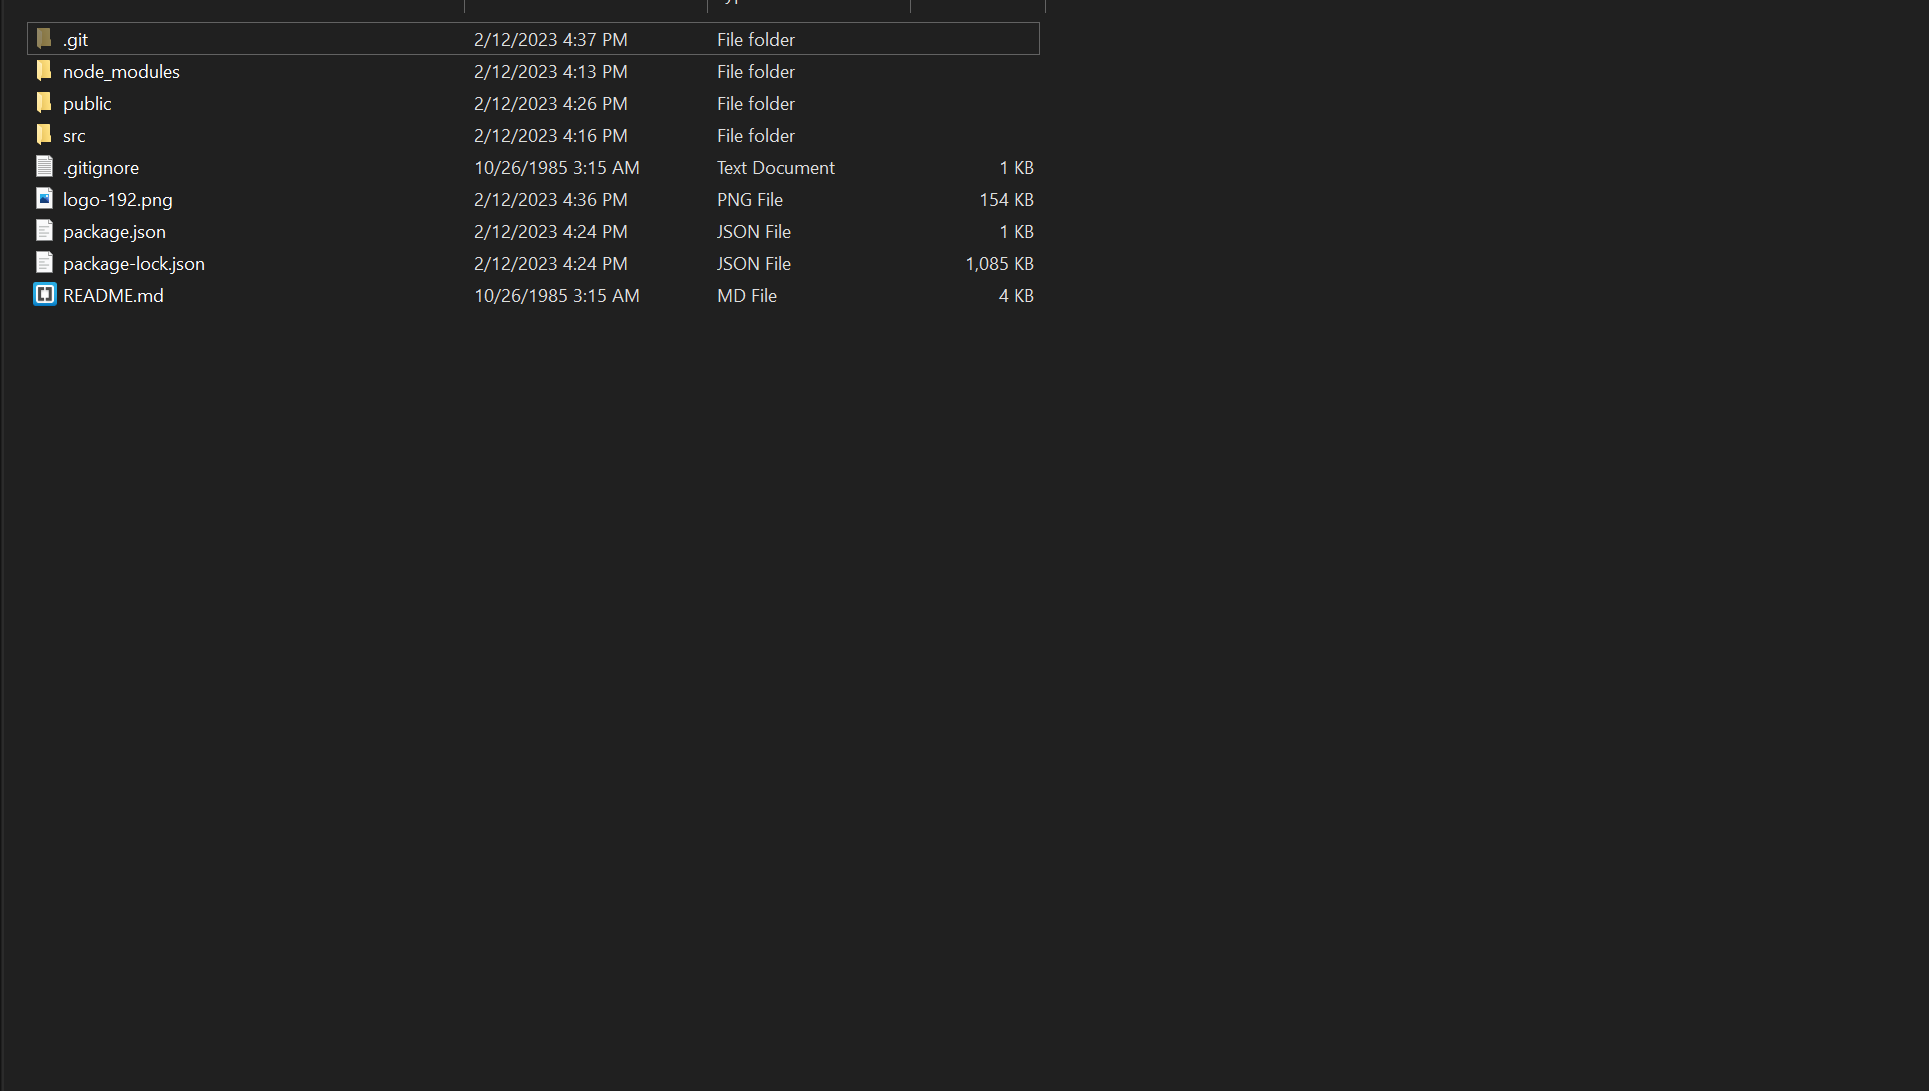 .git 2/12/2023 4:37 PM File folder
node_modules 2/12/2023 4:13 PM File folder
public 2/12/2023 4:26 PM File folder
src 2/12/2023 4:16 PM File folder
.gitignore 10/26/1985 3:15 AM Text Document 1 KB
logo-192.png 2/12/2023 4:36 PM PNG File 154 KB
package.json 2/12/2023 4:24 PM JSON File 1 KB
package-lock.json 2/12/2023 4:24 PM JSON File 1,085 KB
README.md 10/26/1985 3:15 AM MD File 4 KB